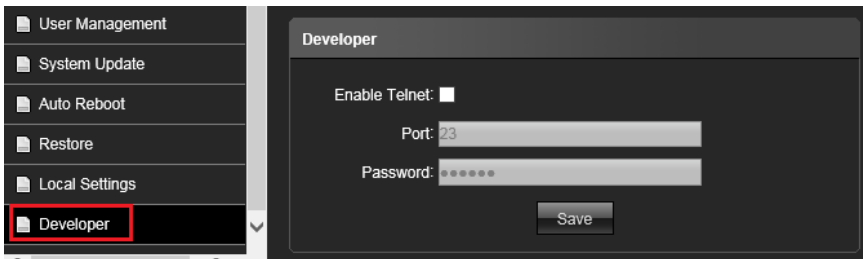 User Management
System Update
Auto Reboot
Restore
Local Settings
Developer
Developer
Enable Telnet:
Port: 23
Password: ●●●●●●
Save